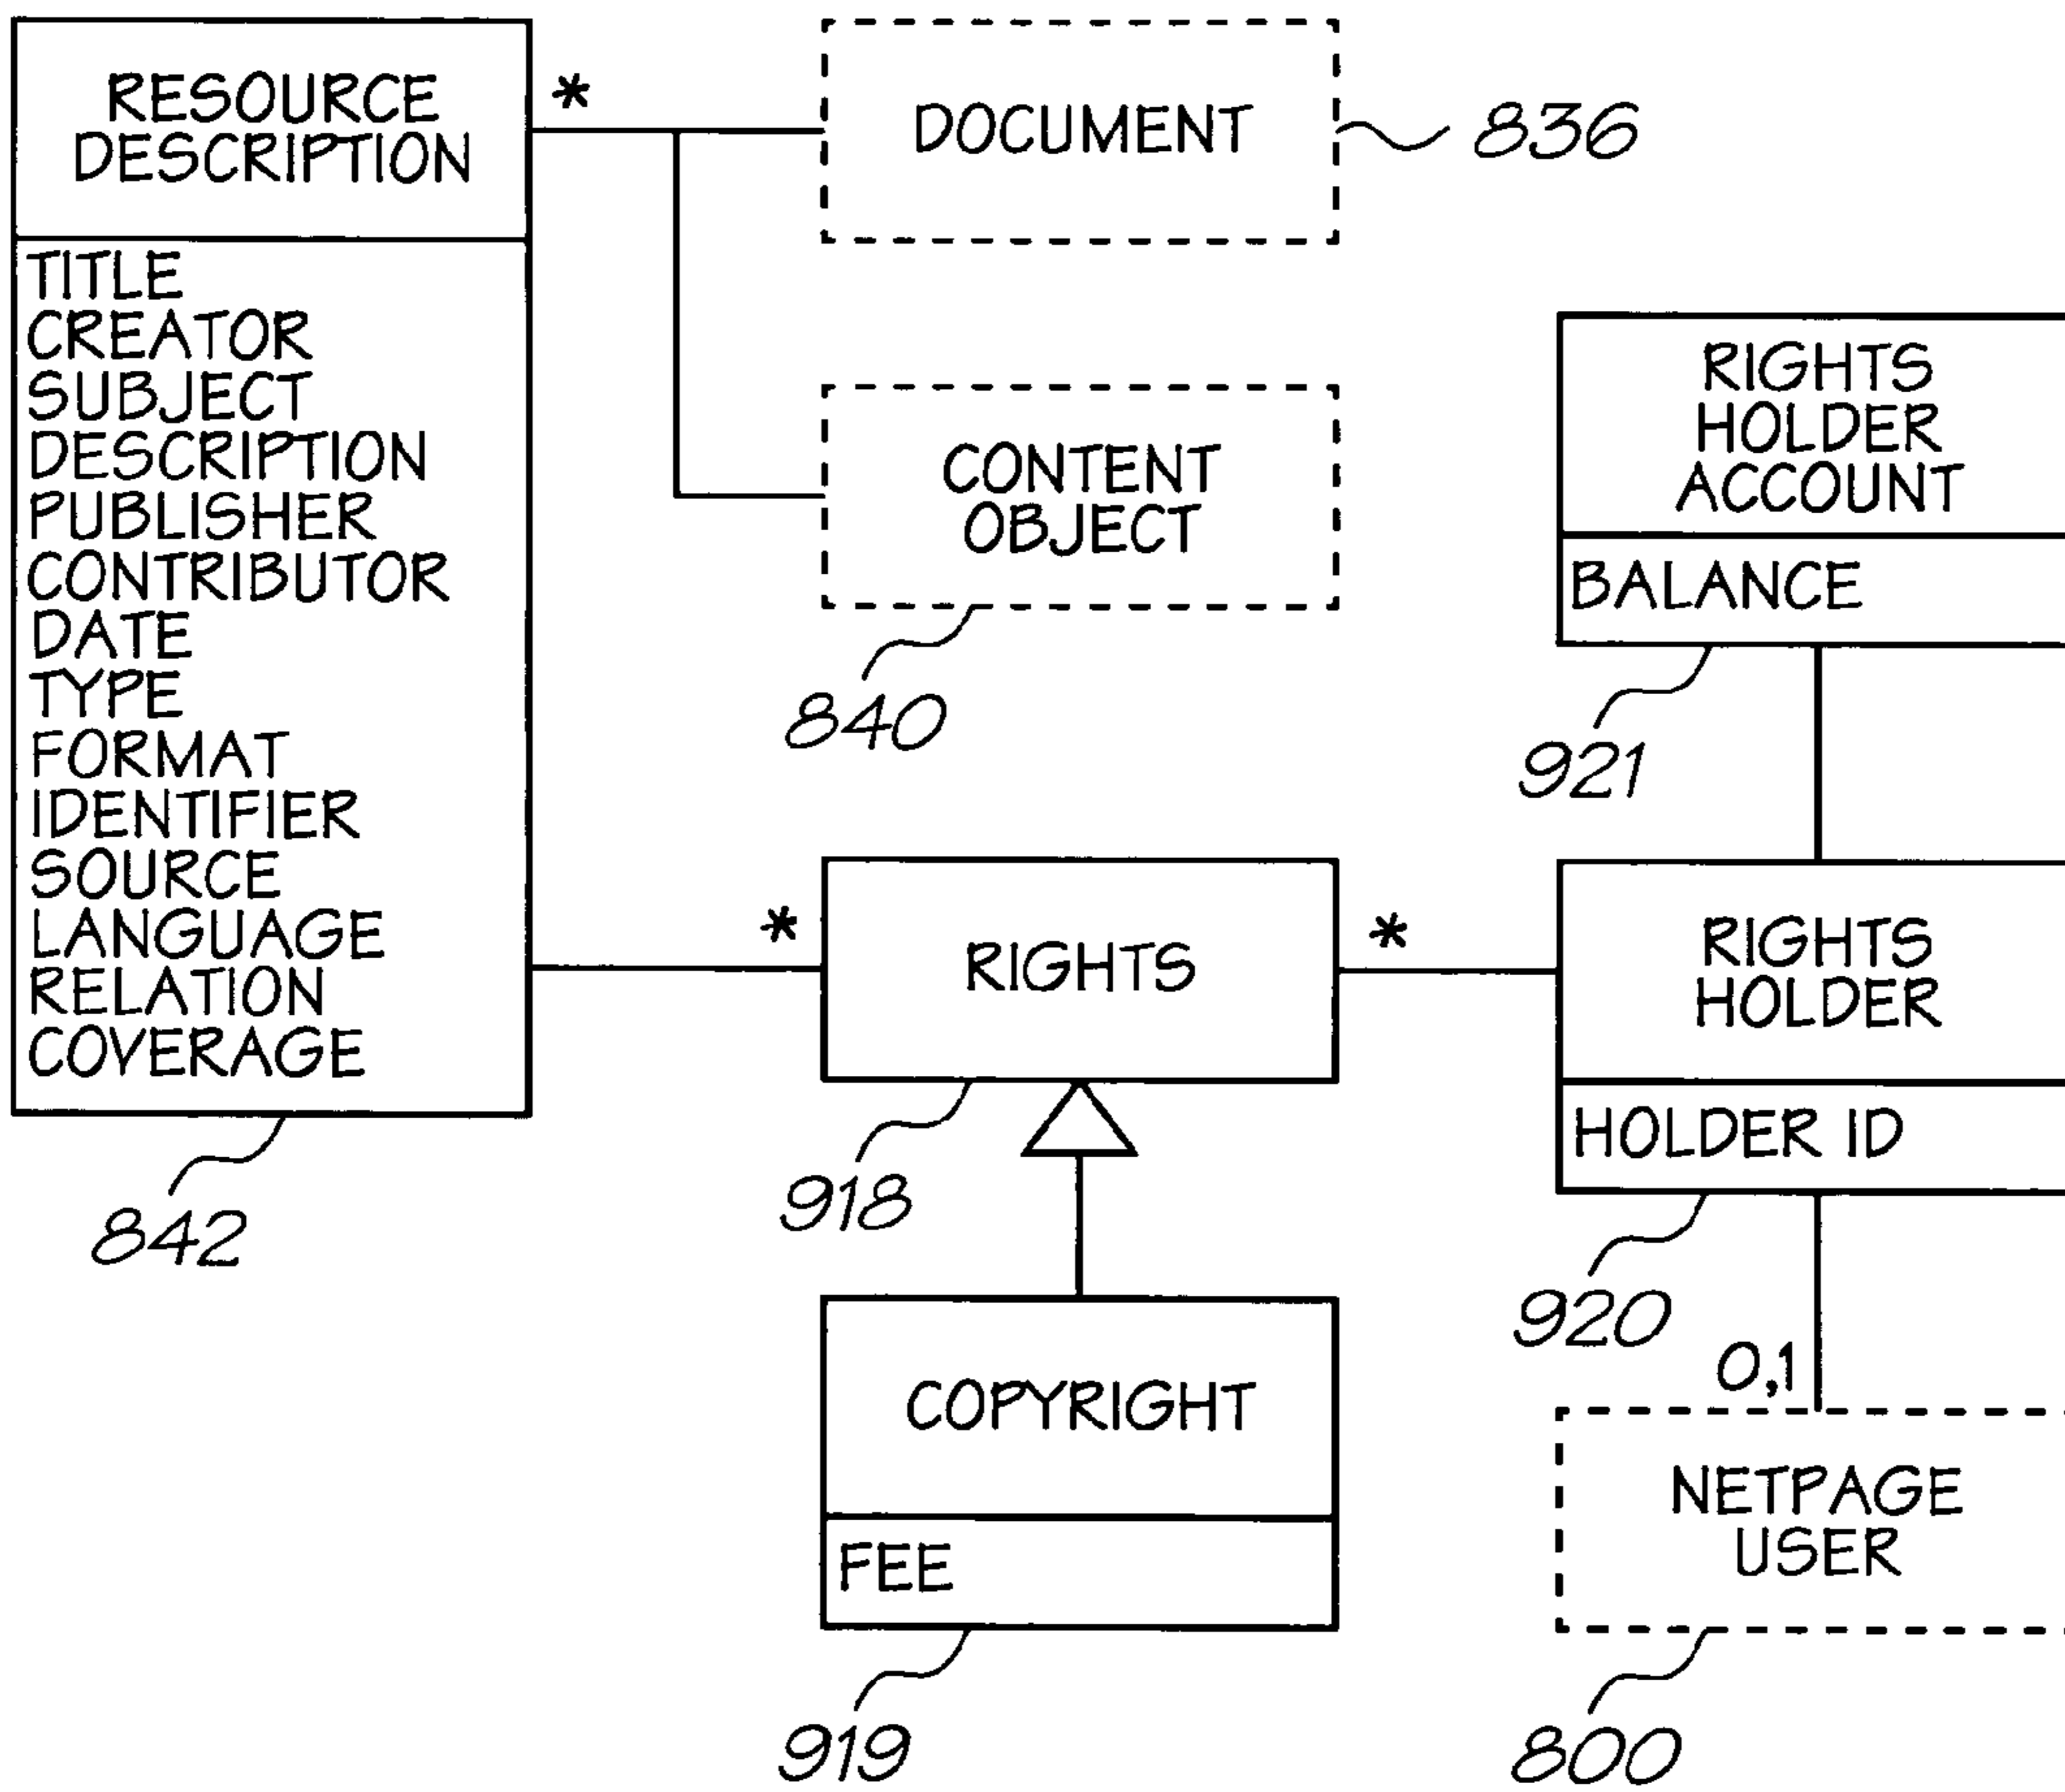 RESOURCE
DESCRIPTION
*
TITLE
CREATOR
SUBJECT
DESCRIPTION
PUBLISHER
CONTRIBUTOR
DATE
TYPE
FORMAT
IDENTIFIER
SOURCE
LANGUAGE
RELATION
COVERAGE
842
DOCUMENT
836
CONTENT
OBJECT
840
RIGHTS
HOLDER
ACCOUNT
BALANCE
921
*
RIGHTS
*
918
RIGHTS
HOLDER
HOLDER ID
920
0,1
COPYRIGHT
FEE
919
NETPAGE
USER
800